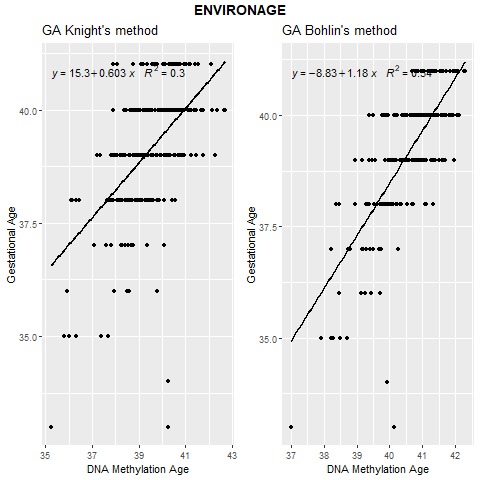 ENVIRONAGE
GA Knight's method
y = 15.3 + 0.603 x R² = 0.3
Gestational Age
40.0
37.5
35.0
35 37 39 41 43
DNA Methylation Age
GA Bohlin's method
y = −8.83 + 1.18 x R² = 0.54
Gestational Age
40.0
37.5
35.0
37 38 39 40 41 42
DNA Methylation Age